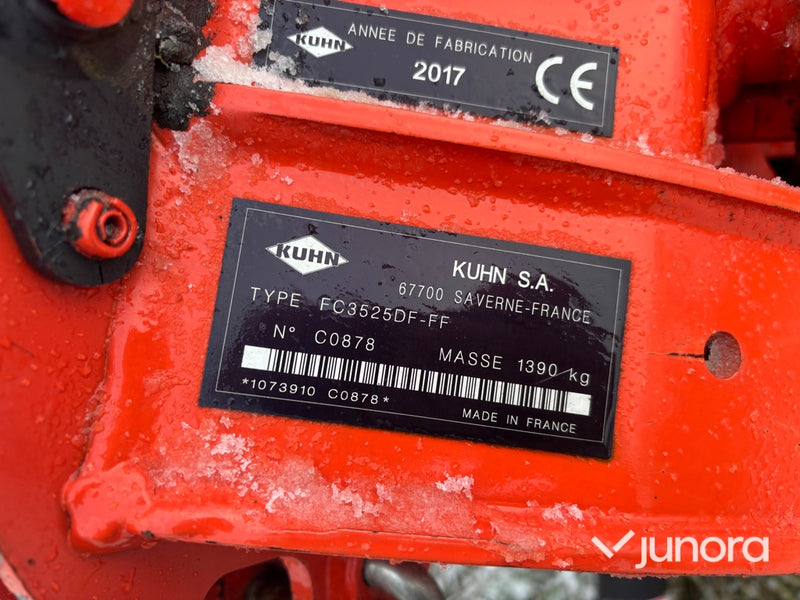 KUHN
ANNEE DE FABRICATION
2017
CE
KUHN
KUHN S.A.
67700 SAVERNE-FRANCE
TYPE FC3525DF-FF
N° C0878 MASSE 1390 kg
*1073910 C0878*
MADE IN FRANCE
junora